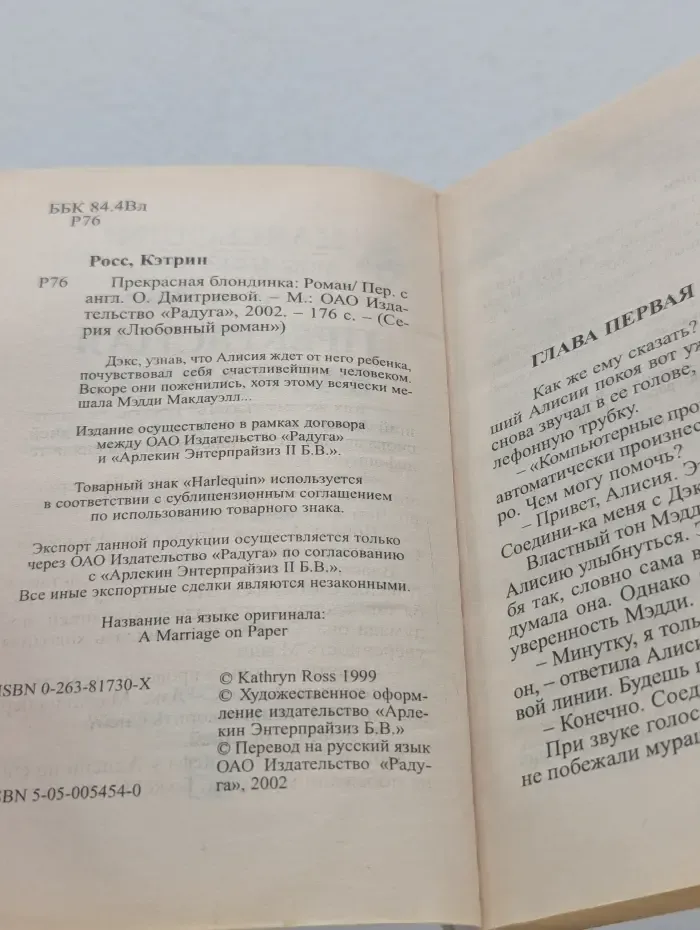 ББК 84.4Вл
Р76
Росс, Кэтрин
Р76 Прекрасная блондинка: Роман/ Пер. с
англ. О. Дмитриевой. – М.: ОАО Изда-
тельство «Радуга», 2002. – 176 с. – (Се-
рия «Любовный роман»)
Дэкс, узнав, что Алисия ждет от него ребенка,
почувствовал себя счастливейшим человеком.
Вскоре они поженились, хотя этому всячески ме-
шала Мэдди Макдауэлл...
Издание осуществлено в рамках договора
между ОАО Издательство «Радуга»
и «Арлекин Энтерпрайзиз II Б.В.».
Товарный знак «Harlequin» используется
в соответствии с сублицензионным соглашением
по использованию товарного знака.
Экспорт данной продукции осуществляется только
через ОАО Издательство «Радуга» по согласованию
с «Арлекин Энтерпрайзиз II Б.В.».
Все иные экспортные сделки являются незаконными.
Название на языке оригинала:
A Marriage on Paper
ISBN 0-263-81730-X
© Kathryn Ross 1999
© Художественное оформ-
ление издательство «Арле-
кин Энтерпрайзиз Б.В.»
© Перевод на русский язык
ОАО Издательство «Раду-
га», 2002
SBN 5-05-005454-0
ГЛАВА ПЕРВАЯ
Как же ему сказать?
ший Алисии покоя вот уж
снова звучал в ее голове,
лефонную трубку.
– «Компьютерные про
автоматически произнес
ро. Чем могу помочь?
– Привет, Алисия. Э
Соедини-ка меня с Дэк
Властный тон Мэдд
Алисию улыбнуться.
бя так, словно сама в
думала она. Однако
уверенность Мэдди.
– Минутку, я толь
он, – ответила Алиси
вой линии. Будешь
– Конечно. Соед
При звуке голос
не побежали мураш